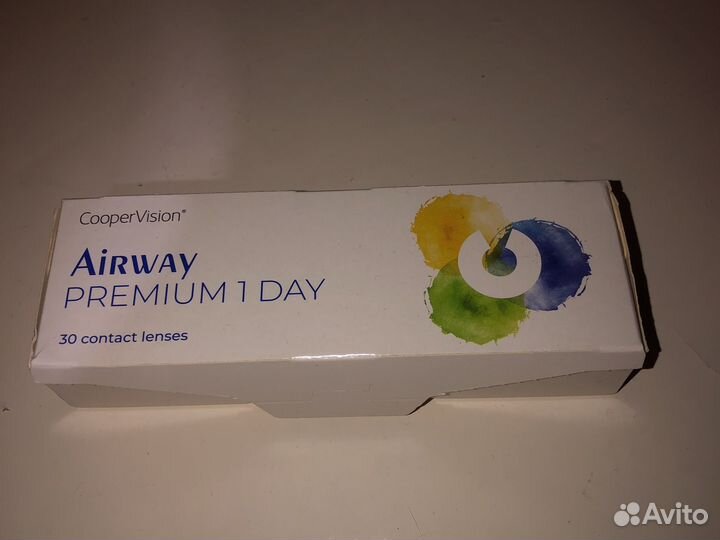 CooperVision®
AiRWAY
PREMIUM 1 DAY
30 contact lenses
Avito